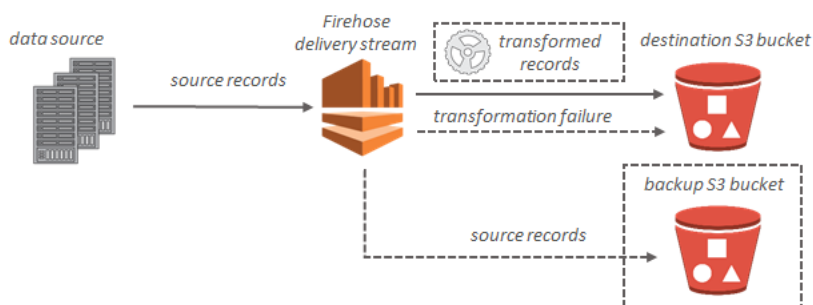 data source
source records
Firehose
delivery stream
transformed
records
destination S3 bucket
transformation failure
backup S3 bucket
source records